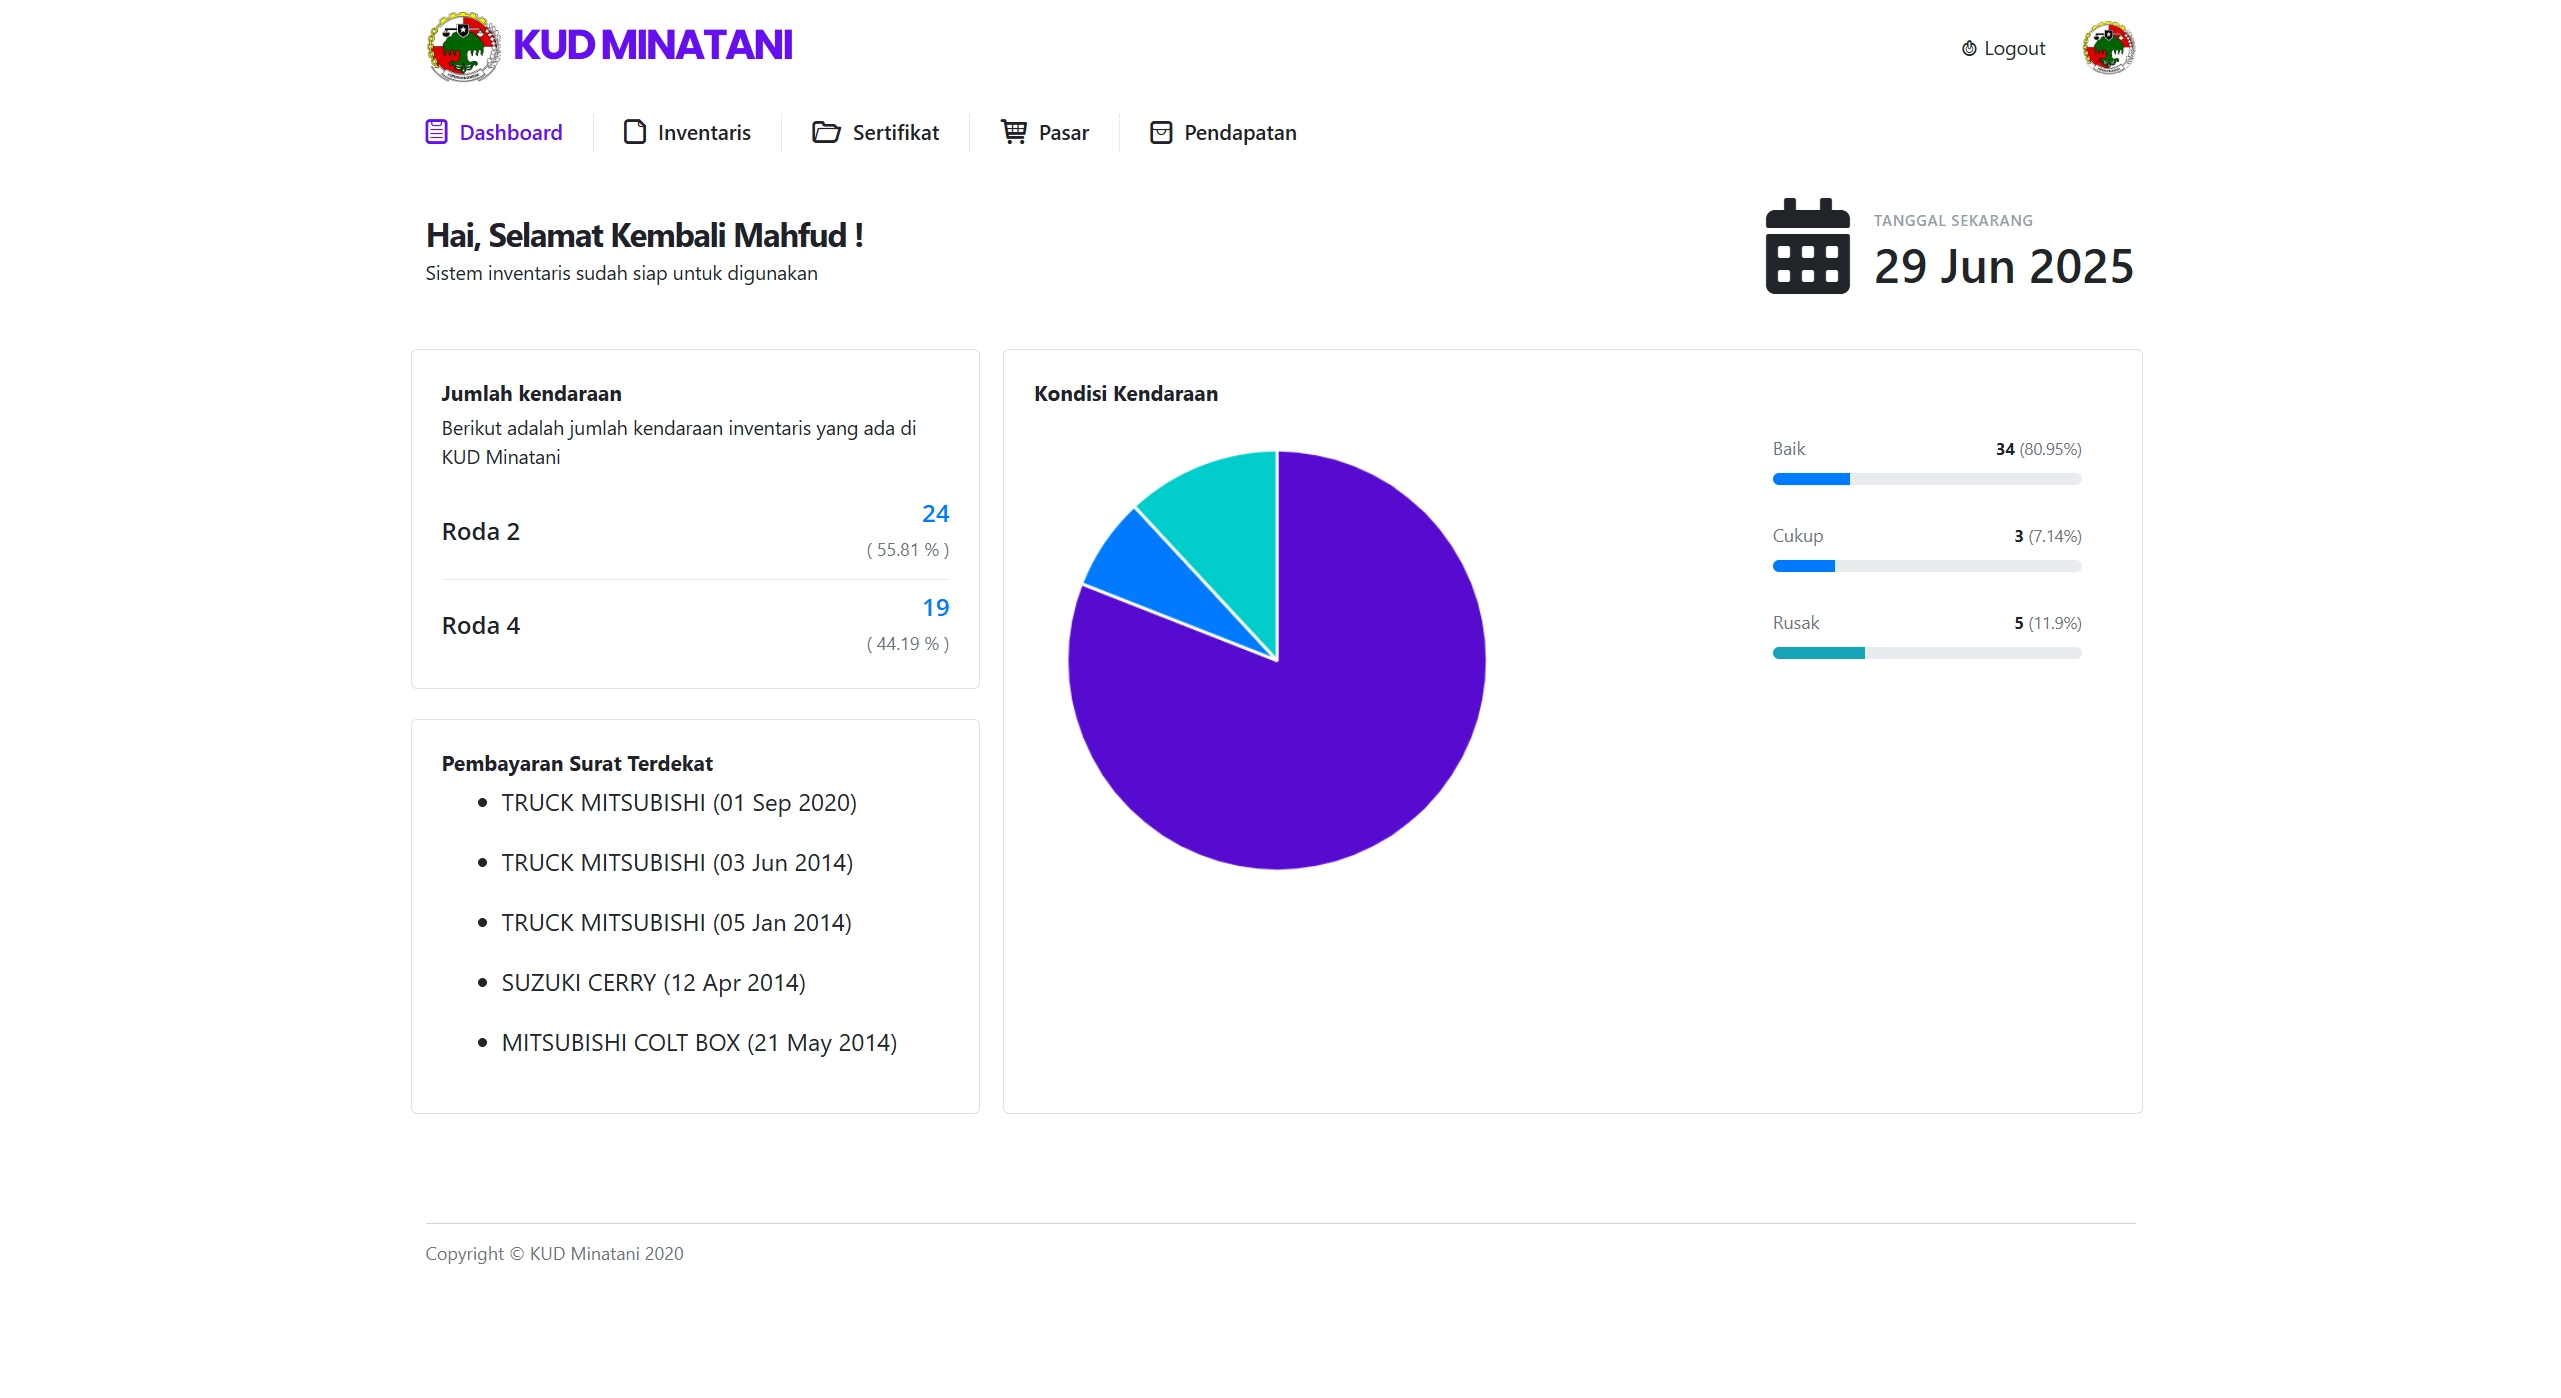 KUD MINATANI
Logout
Dashboard
Inventaris
Sertifikat
Pasar
Pendapatan
Hai, Selamat Kembali Mahfud !
Sistem inventaris sudah siap untuk digunakan
TANGGAL SEKARANG
29 Jun 2025
Jumlah kendaraan
Berikut adalah jumlah kendaraan inventaris yang ada di
KUD Minatani
Roda 2
24
( 55.81 % )
Roda 4
19
( 44.19 % )
Pembayaran Surat Terdekat
TRUCK MITSUBISHI (01 Sep 2020)
TRUCK MITSUBISHI (03 Jun 2014)
TRUCK MITSUBISHI (05 Jan 2014)
SUZUKI CERRY (12 Apr 2014)
MITSUBISHI COLT BOX (21 May 2014)
Kondisi Kendaraan
Baik 34 (80.95%)
Cukup 3 (7.14%)
Rusak 5 (11.9%)
Copyright © KUD Minatani 2020